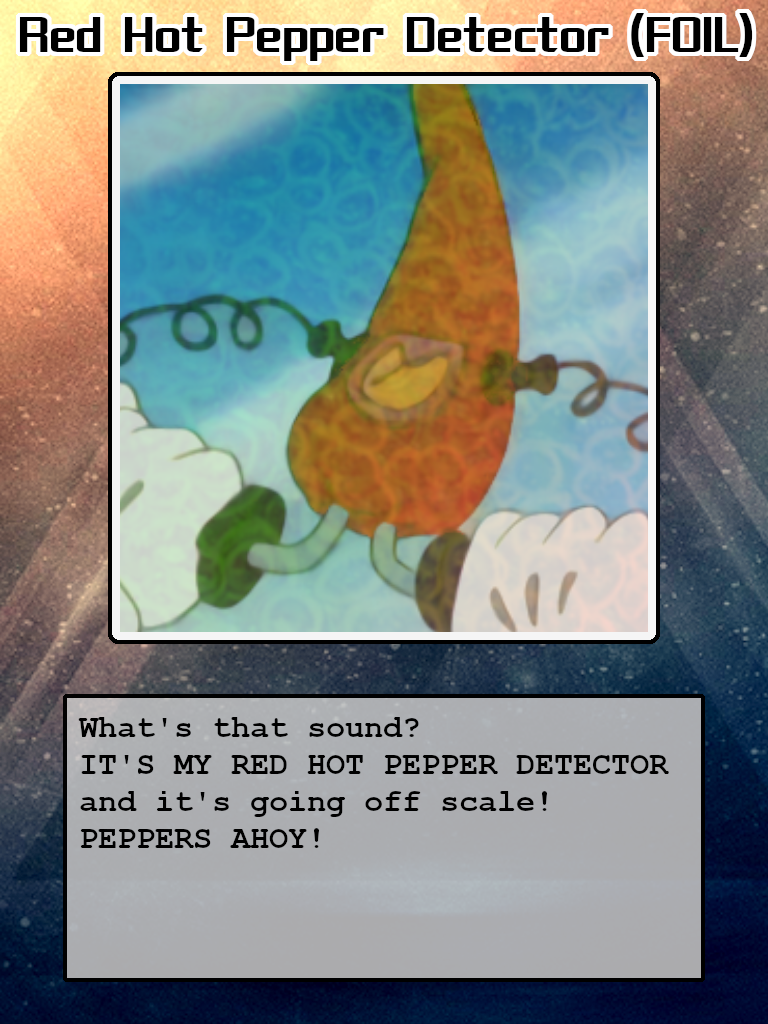 Red Hot Pepper Detector (FOIL)
What's that sound?
IT'S MY RED HOT PEPPER DETECTOR
and it's going off scale!
PEPPERS AHOY!